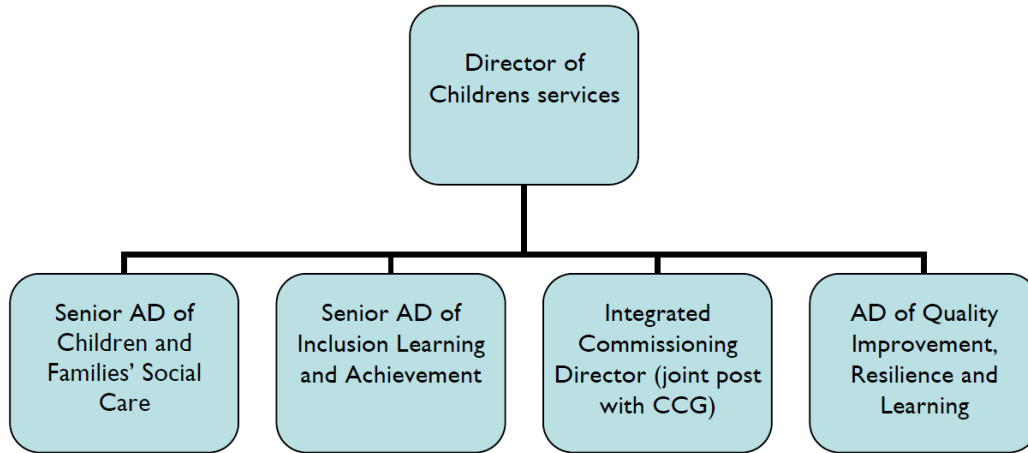 Director of
Childrens services
Senior AD of
Children and
Families’ Social
Care
Senior AD of
Inclusion Learning
and Achievement
Integrated
Commissioning
Director (joint post
with CCG)
AD of Quality
Improvement,
Resilience and
Learning